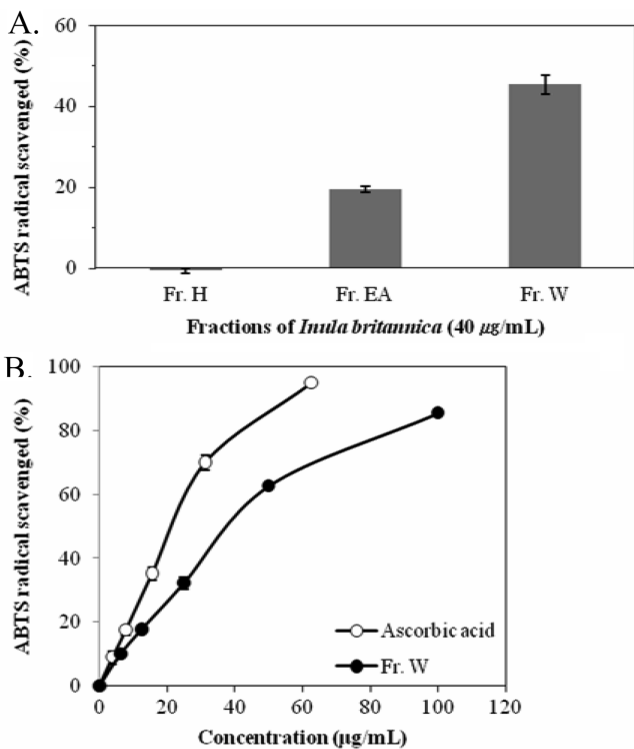 A.
ABTS radical scavenged (%)
60
40
20
0
Fr. H Fr. EA Fr. W
Fractions of Inula britannica (40 μg/mL)
B.
ABTS radical scavenged (%)
100
80
60
40
20
0
Ascorbic acid
Fr. W
0 20 40 60 80 100 120
Concentration (μg/mL)